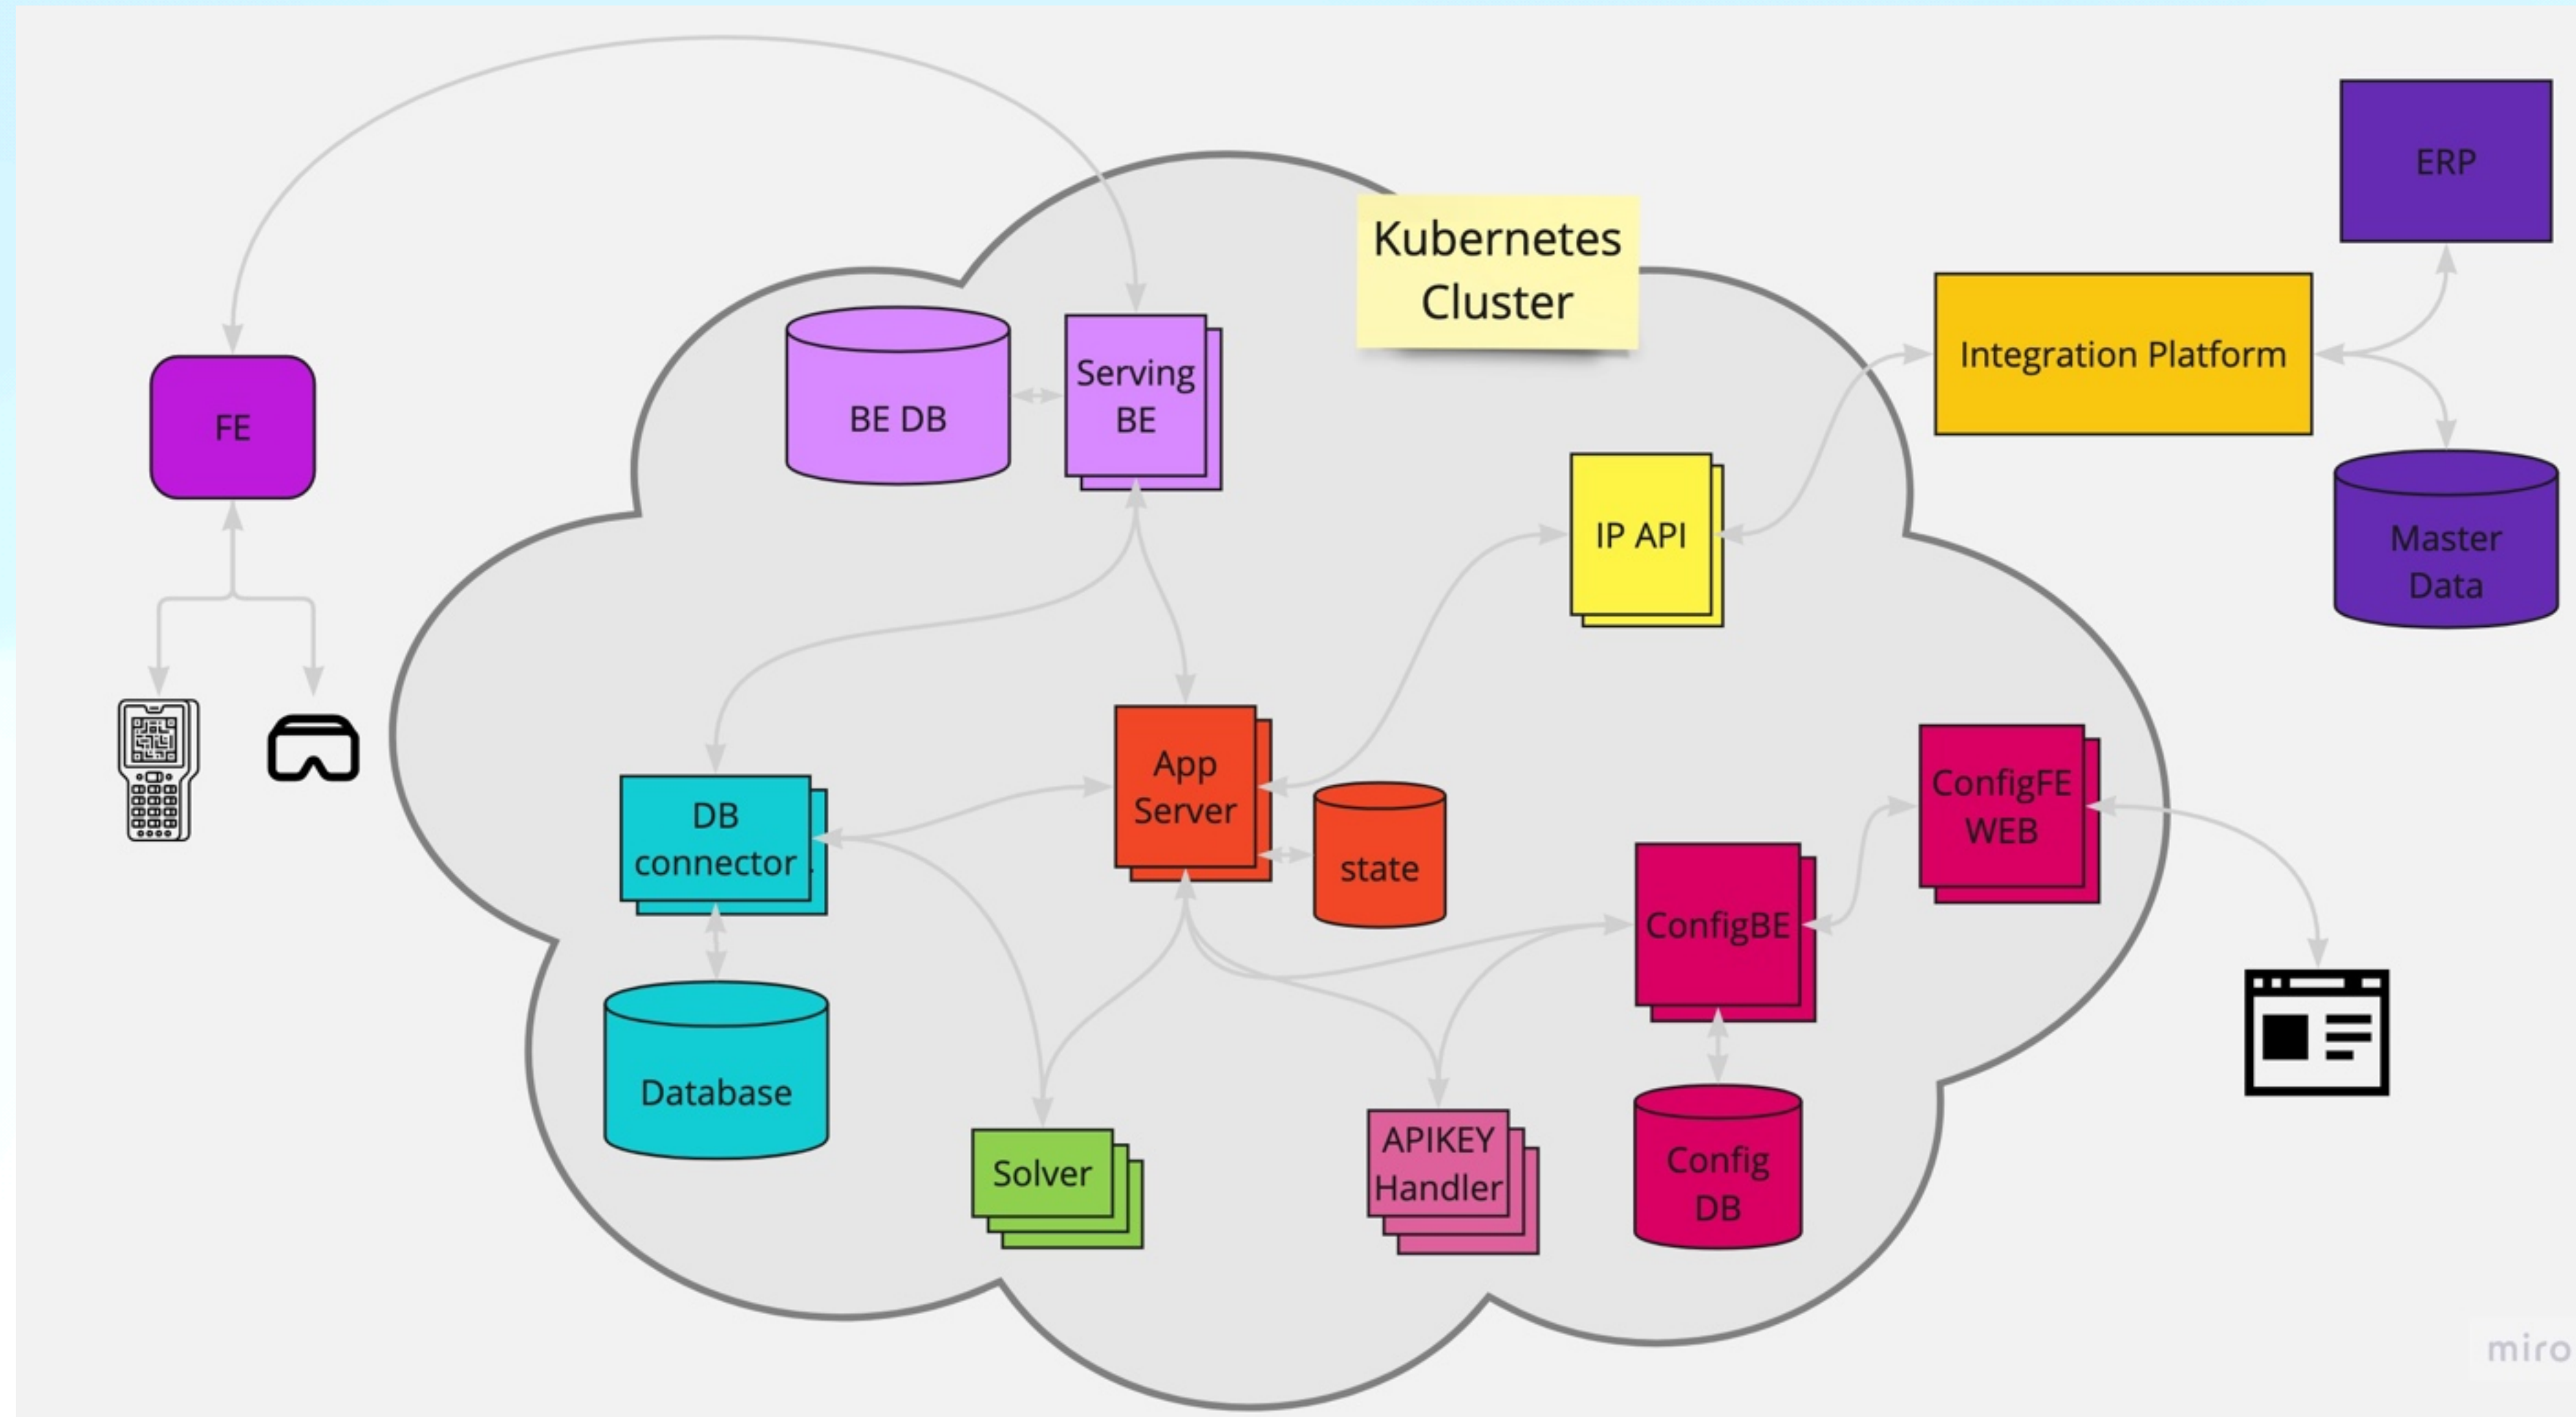 Kubernetes
Cluster
ERP
Integration Platform
Master
Data
FE
BE DB
Serving
BE
IP API
App
Server
state
DB
connector
Database
Solver
APIKEY
Handler
ConfigBE
Config
DB
ConfigFE
WEB
miro